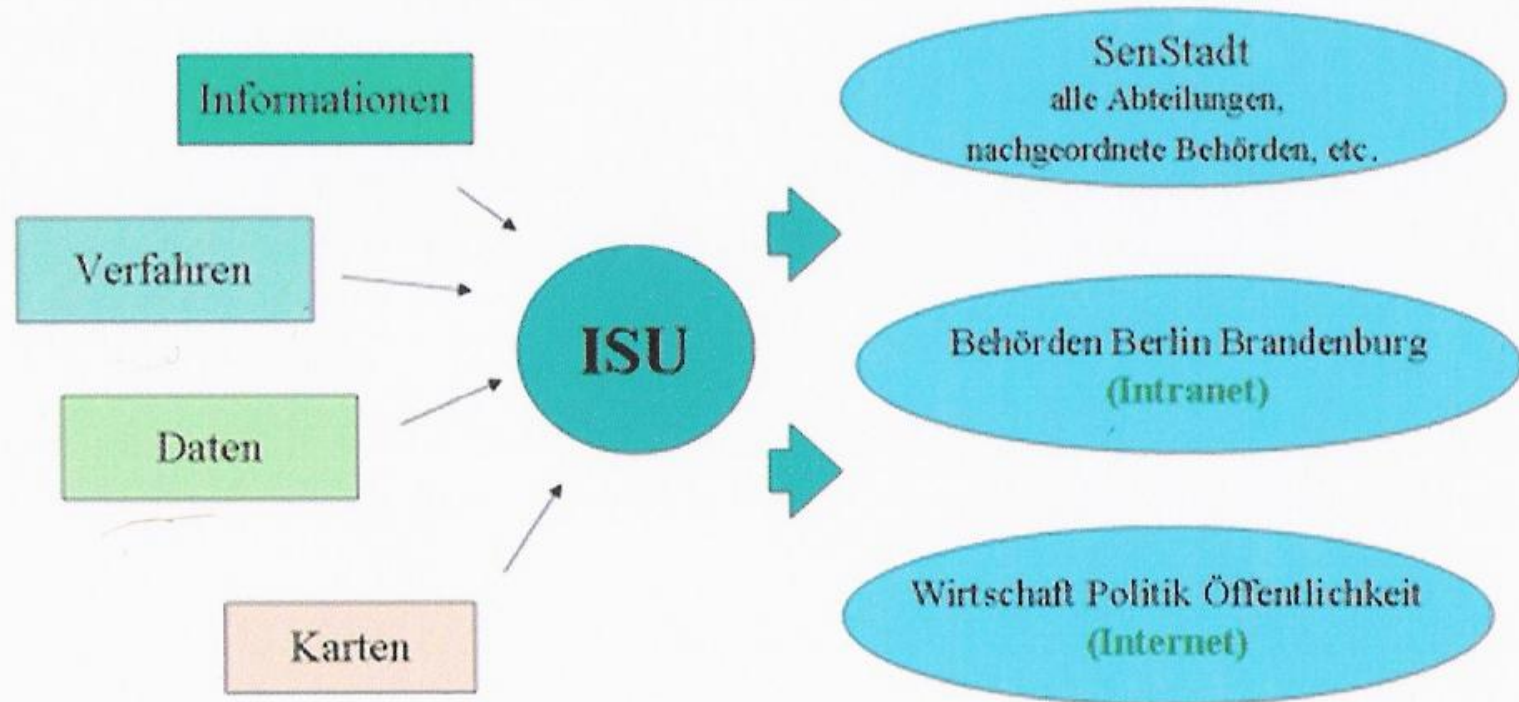 Informationen
Verfahren
Daten
Karten
ISU
SenStadt
alle Abteilungen,
nachgeordnete Behörden, etc.
Behörden Berlin Brandenburg
(Intranet)
Wirtschaft Politik Öffentlichkeit
(Internet)